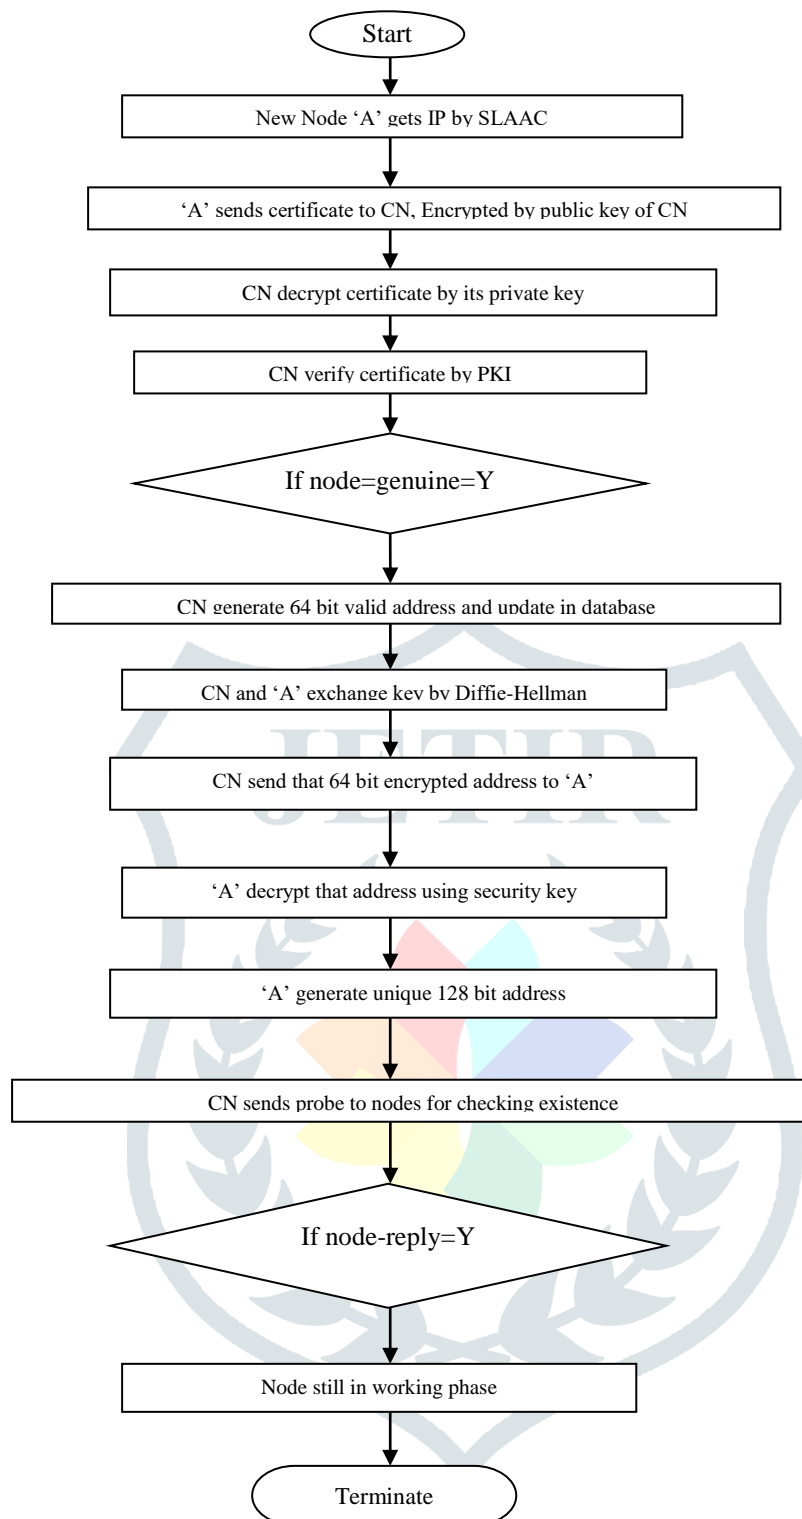 Start
New Node ‘A’ gets IP by SLAAC
‘A’ sends certificate to CN, Encrypted by public key of CN
CN decrypt certificate by its private key
CN verify certificate by PKI
If node=genuine=Y
CN generate 64 bit valid address and update in database
CN and ‘A’ exchange key by Diffie-Hellman
JETIR
CN send that 64 bit encrypted address to ‘A’
‘A’ decrypt that address using security key
‘A’ generate unique 128 bit address
CN sends probe to nodes for checking existence
If node-reply=Y
Node still in working phase
Terminate